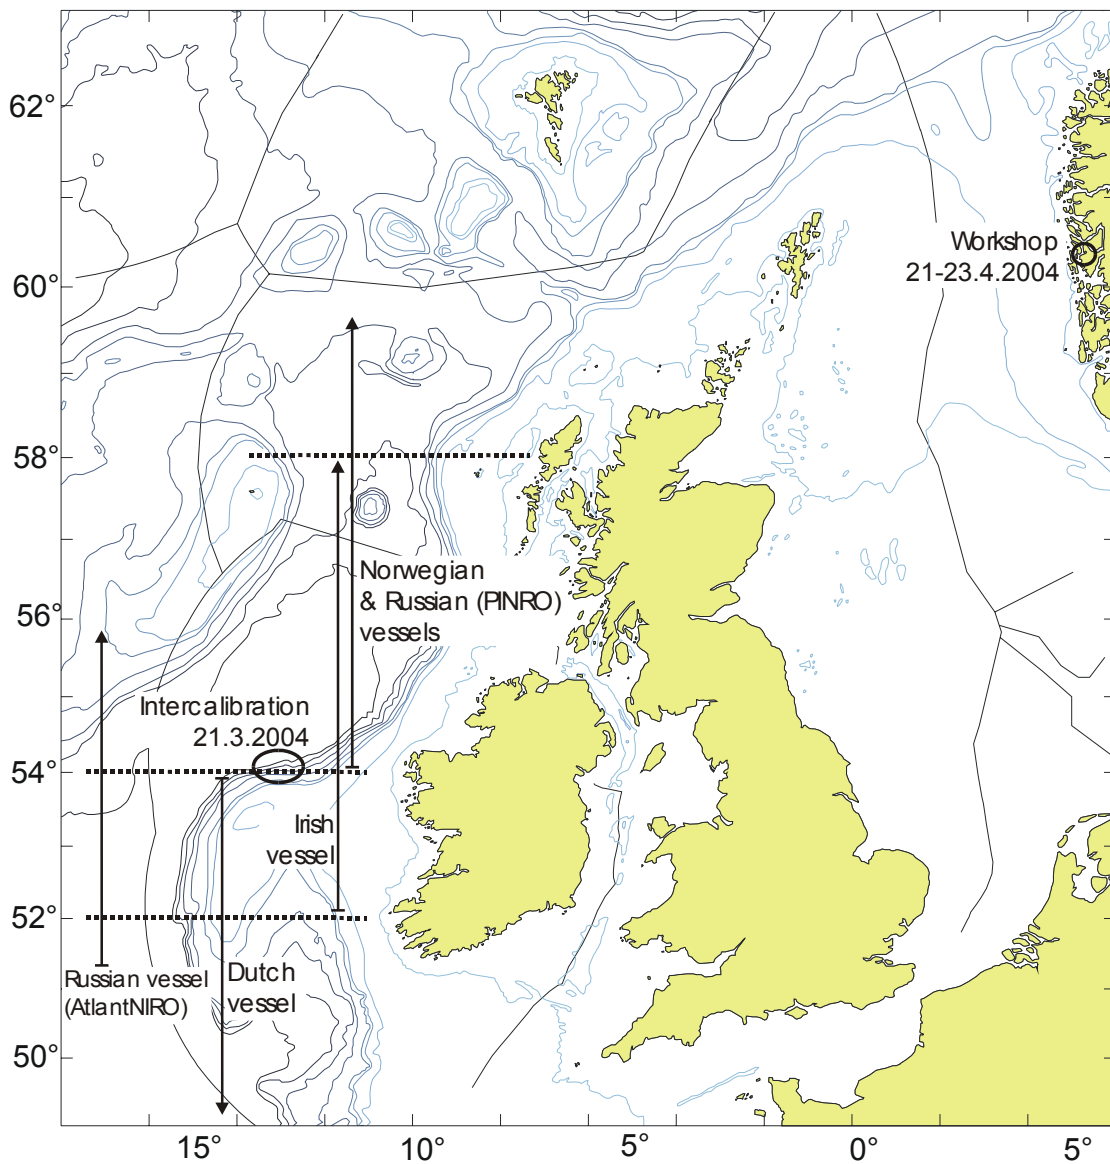 62°
Workshop
21-23.4.2004
60°
58°
Norwegian
& Russian (PINRO)
vessels
56°
Intercalibration
21.3.2004
54°
Irish
vessel
52°
Russian vessel
(AtlantNIRO)
Dutch
vessel
50°
15° 10° 5° 0° 5°